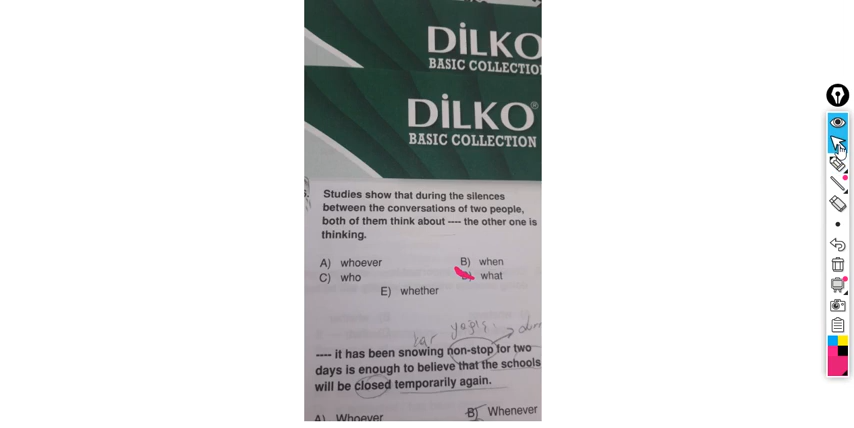 DİLKO
BASIC COLLECTION
DİLKO®
BASIC COLLECTION
Studies show that during the silences
between the conversations of two people,
both of them think about ---- the other one is
thinking.
A) whoever
B) when
C) who
what
E) whether
---- it has been snowing non-stop for two
days is enough to believe that the schools
will be closed temporarily again.
A) Whoever
B) Whenever